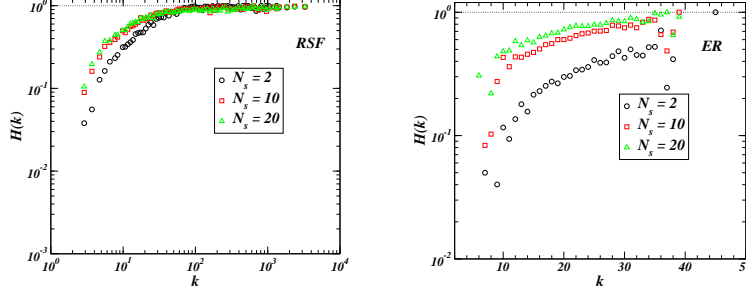 10^0
RSF
N_s = 2
N_s = 10
N_s = 20
10^-1
H(k)
10^-2
10^-3
10^0 10^1 10^2 10^3 10^4
k
10^0
ER
N_s = 2
N_s = 10
N_s = 20
10^-1
H(k)
10^-2
10 20 30 40 50
k